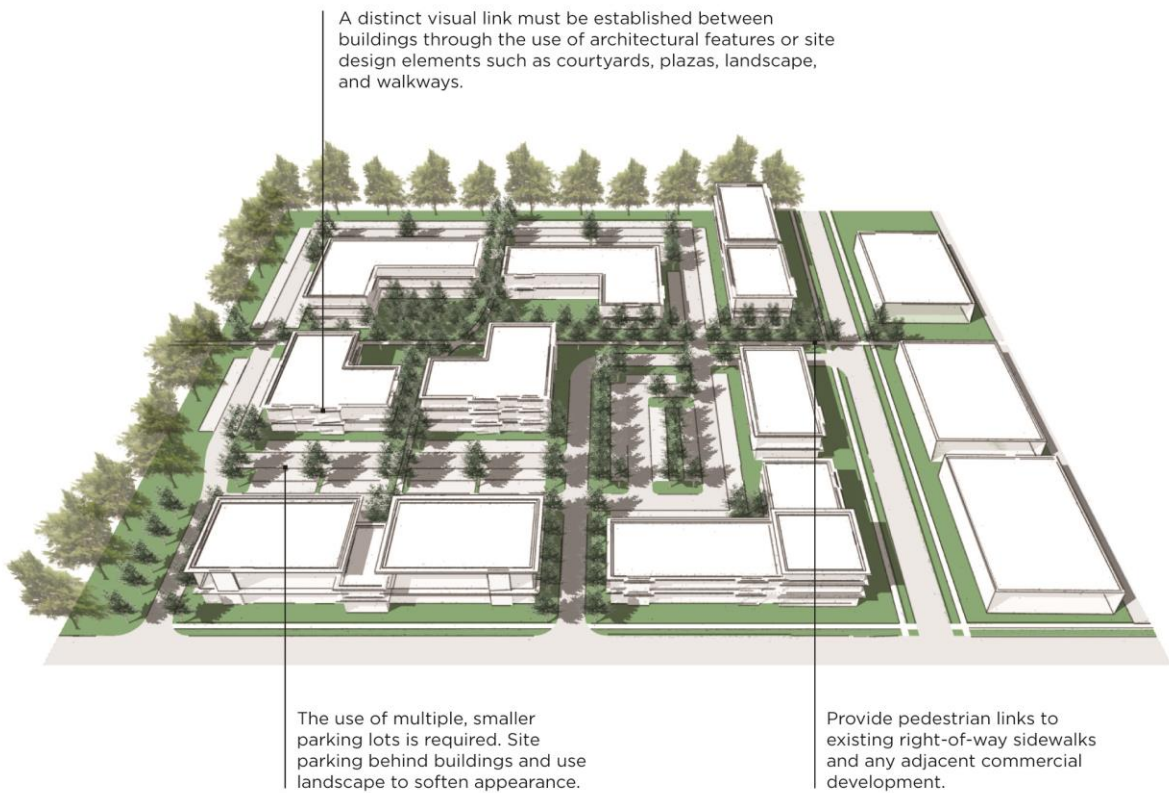 A distinct visual link must be established between
buildings through the use of architectural features or site
design elements such as courtyards, plazas, landscape,
and walkways.
The use of multiple, smaller
parking lots is required. Site
parking behind buildings and use
landscape to soften appearance.
Provide pedestrian links to
existing right-of-way sidewalks
and any adjacent commercial
development.